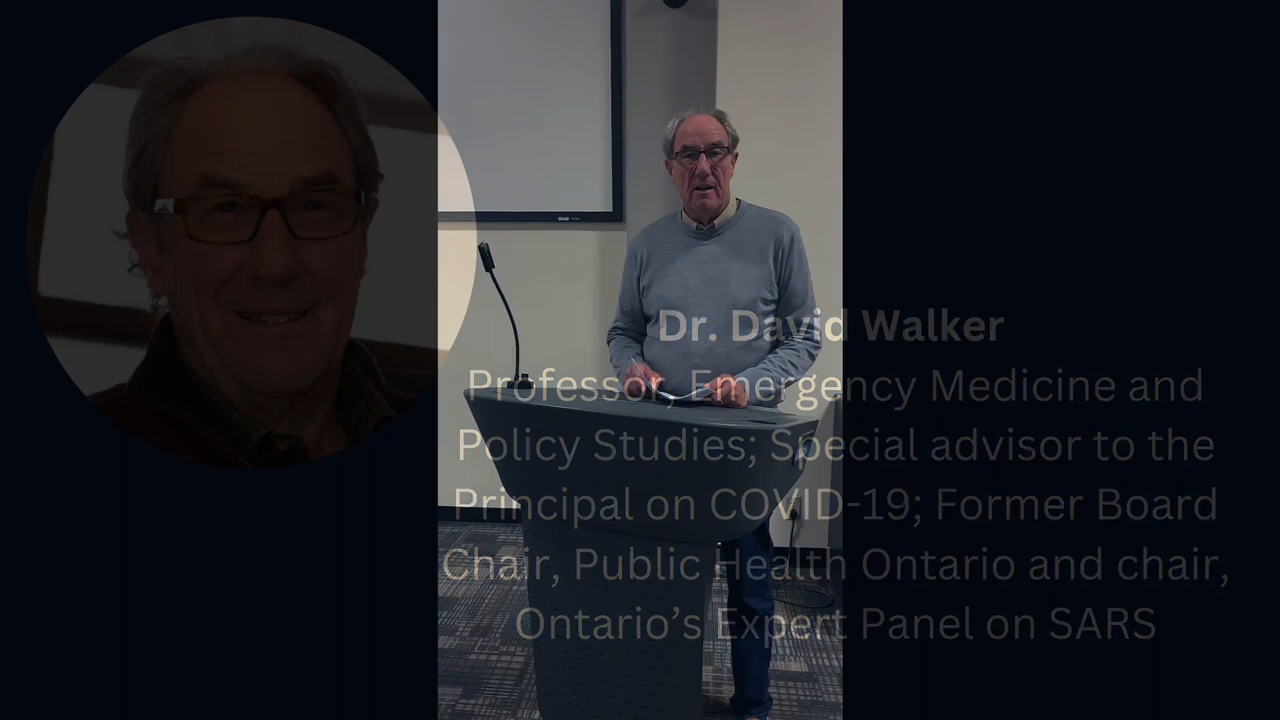 Dr. David Walker
Professor, Emergency Medicine and
Policy Studies; Special advisor to the
Principal on COVID-19; Former Board
Chair, Public Health Ontario and chair,
Ontario’s Expert Panel on SARS